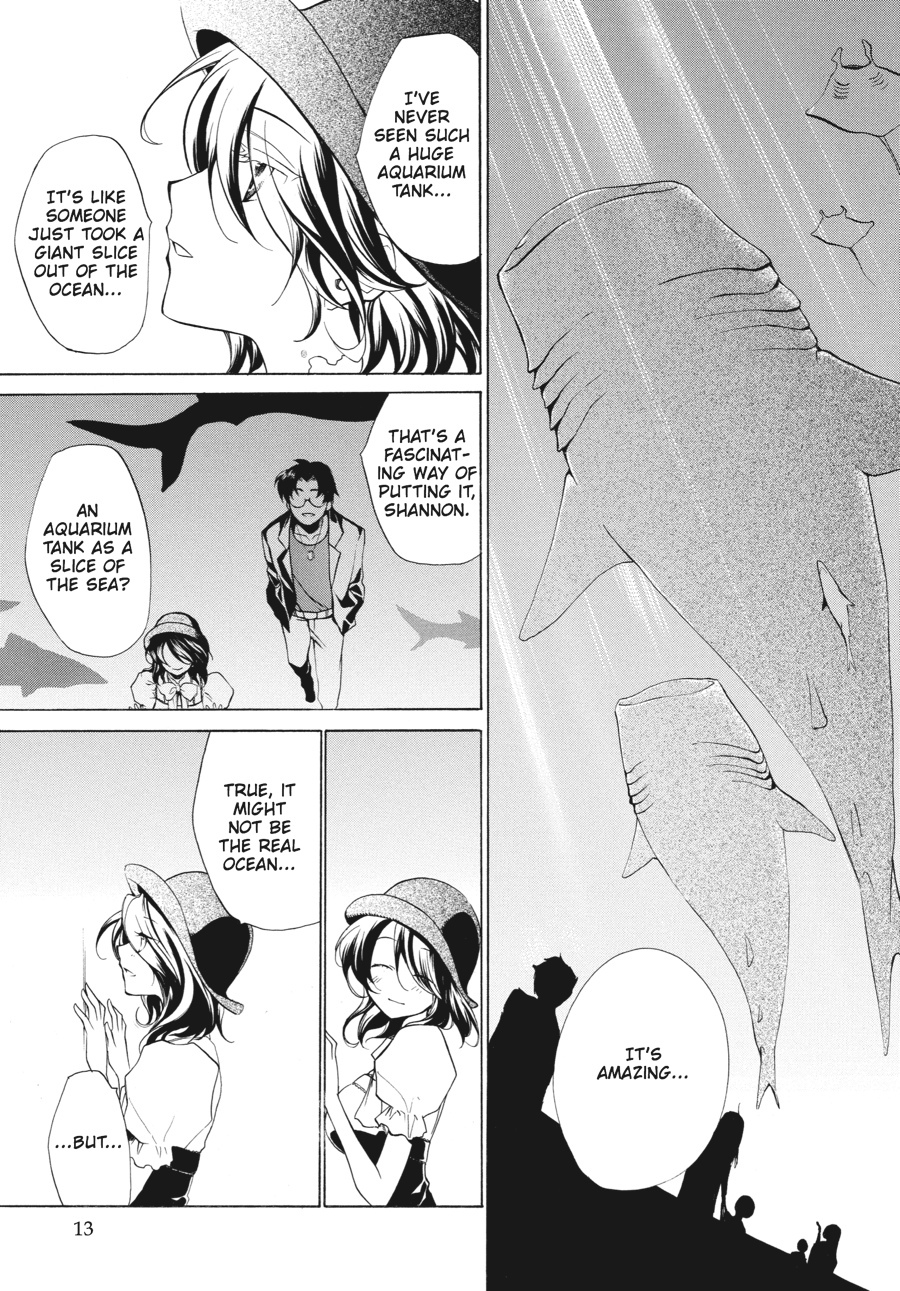 IT'S
AMAZING...
I'VE
NEVER
SEEN SUCH
A HUGE
AQUARIUM
TANK...
IT'S LIKE
SOMEONE
JUST TOOK A
GIANT SLICE
OUT OF THE
OCEAN...
THAT'S A
FASCINAT-
ING WAY OF
PUTTING IT,
SHANNON.
AN
AQUARIUM
TANK AS A
SLICE OF
THE SEA?
TRUE, IT
MIGHT
NOT BE
THE REAL
OCEAN...
...BUT...
13